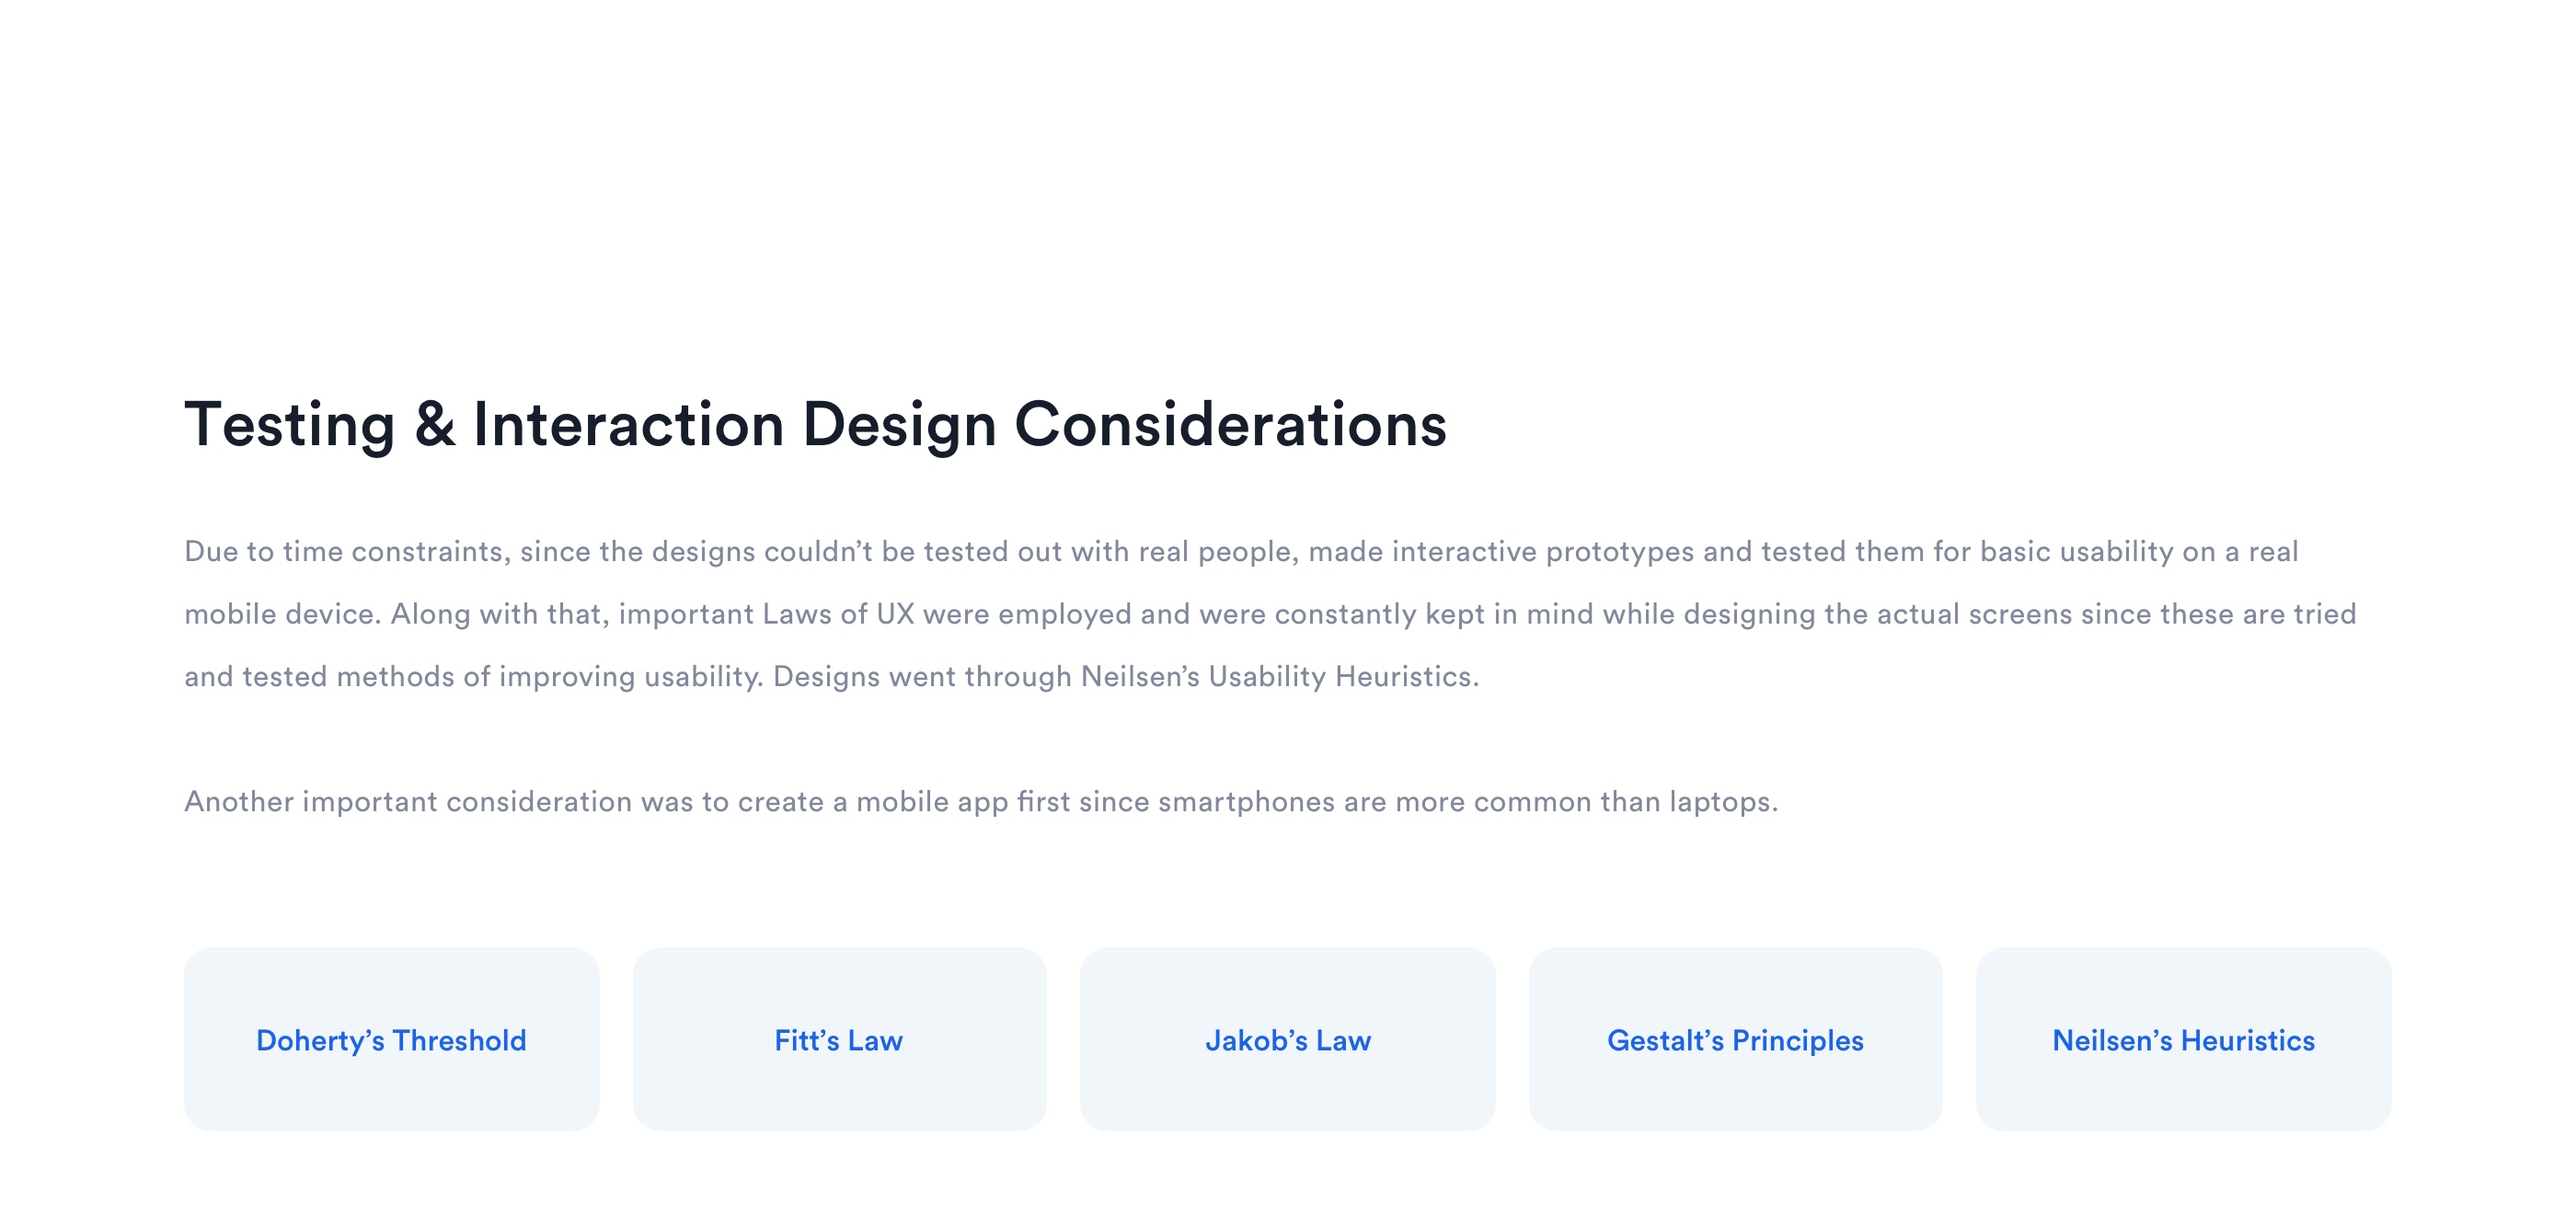 Testing & Interaction Design Considerations
Due to time constraints, since the designs couldn’t be tested out with real people, made interactive prototypes and tested them for basic usability on a real
mobile device. Along with that, important Laws of UX were employed and were constantly kept in mind while designing the actual screens since these are tried
and tested methods of improving usability. Designs went through Neilsen’s Usability Heuristics.
Another important consideration was to create a mobile app first since smartphones are more common than laptops.
Doherty’s Threshold
Fitt’s Law
Jakob’s Law
Gestalt’s Principles
Neilsen’s Heuristics